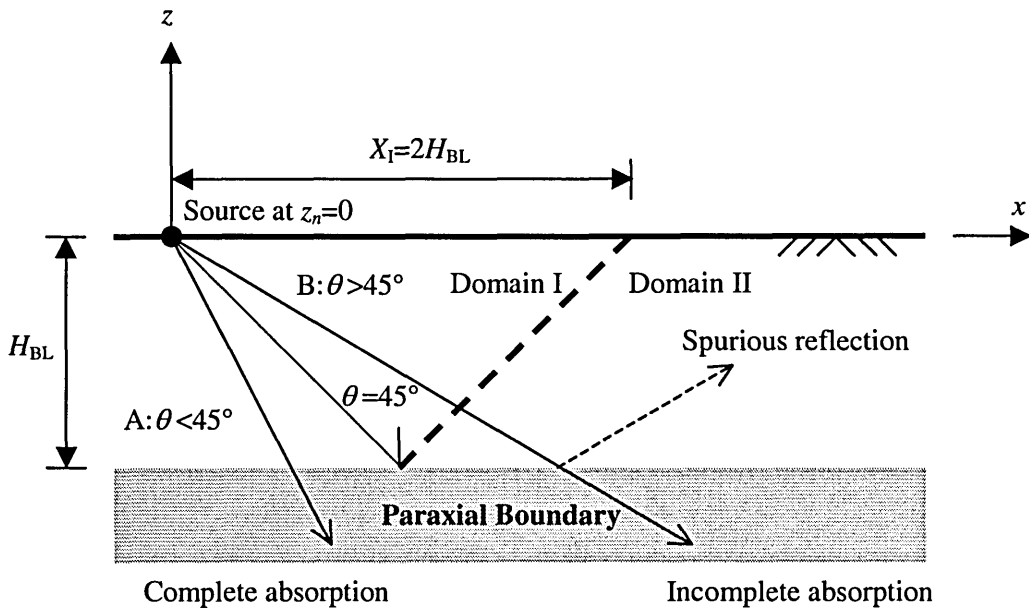 z
X_I=2H_BL
Source at z_n=0
x
B:θ>45°
Domain I
Domain II
H_BL
Spurious reflection
A:θ<45°
θ=45°
Paraxial Boundary
Complete absorption
Incomplete absorption